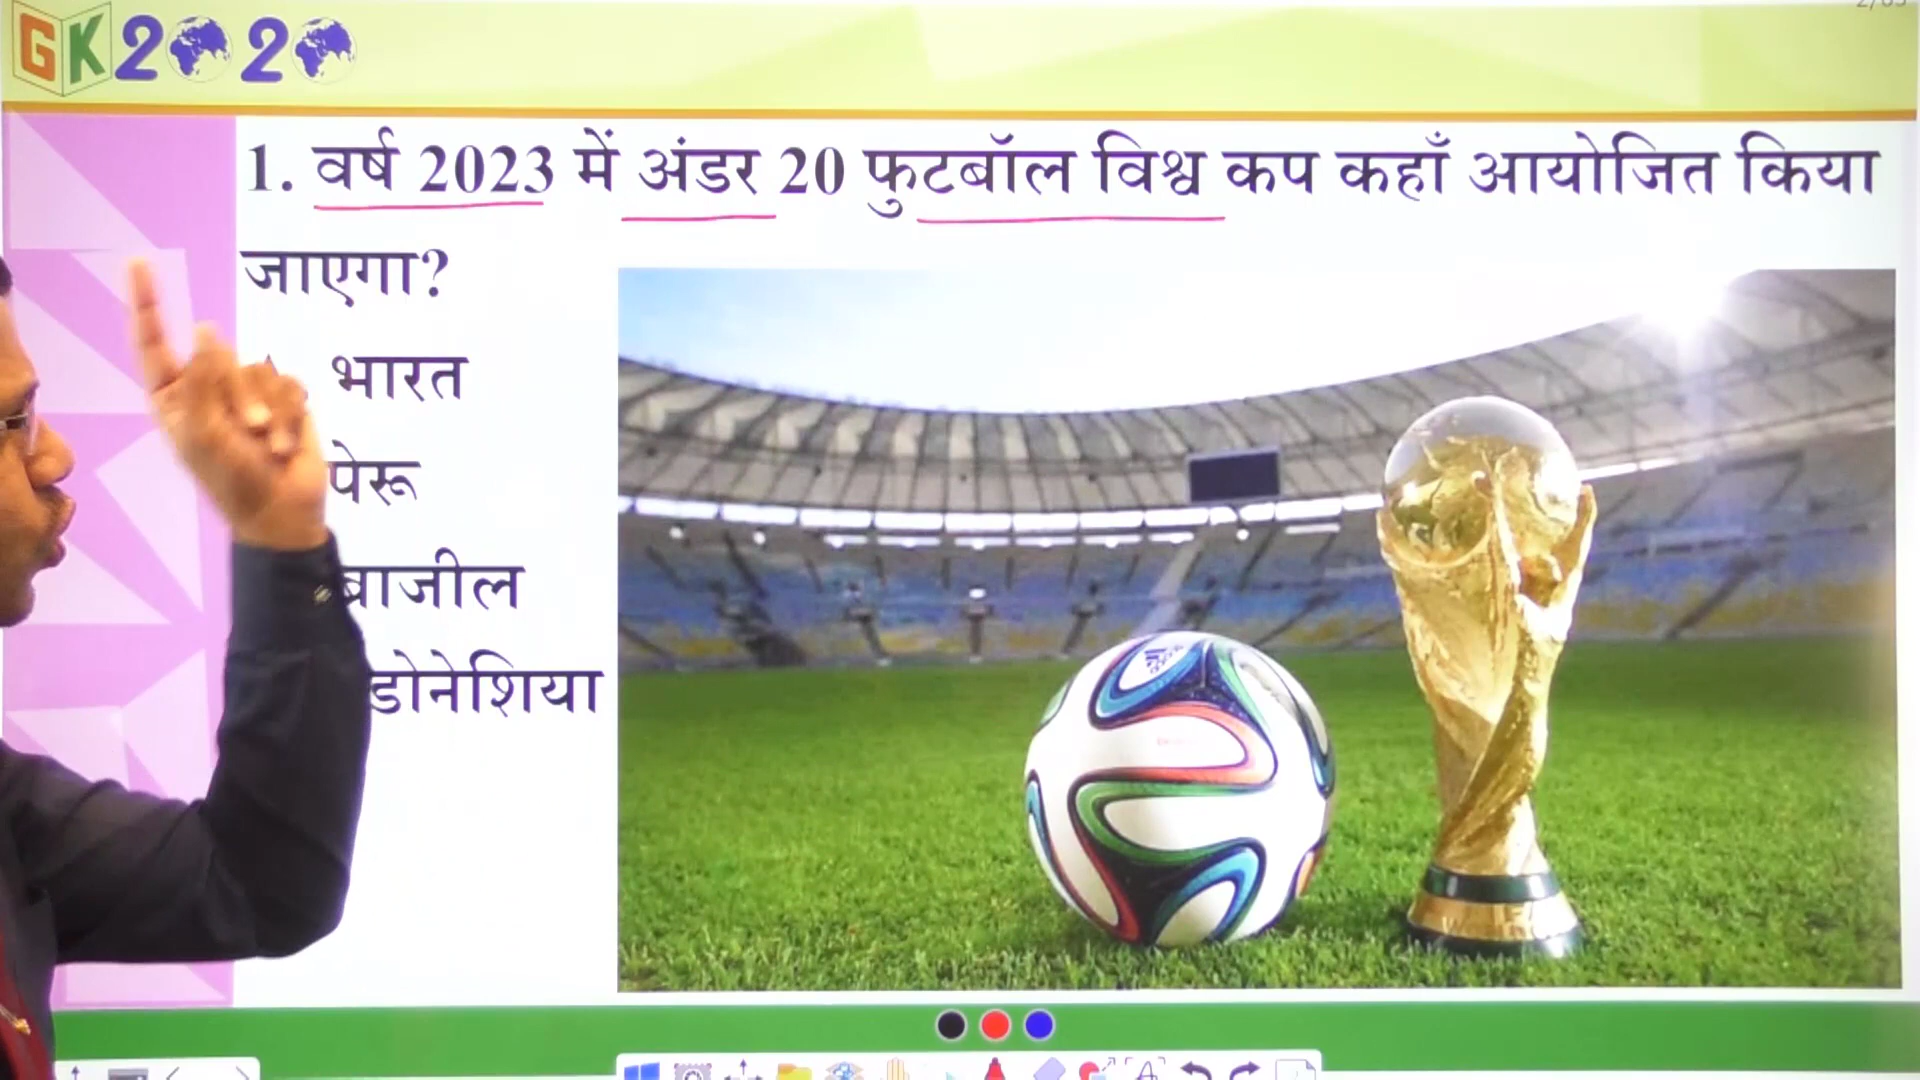 GK2020
1. वर्ष 2023 में अंडर 20 फुटबॉल विश्व कप कहाँ आयोजित किया
जाएगा?
भारत
पेरू
ब्राजील
डोनेशिया